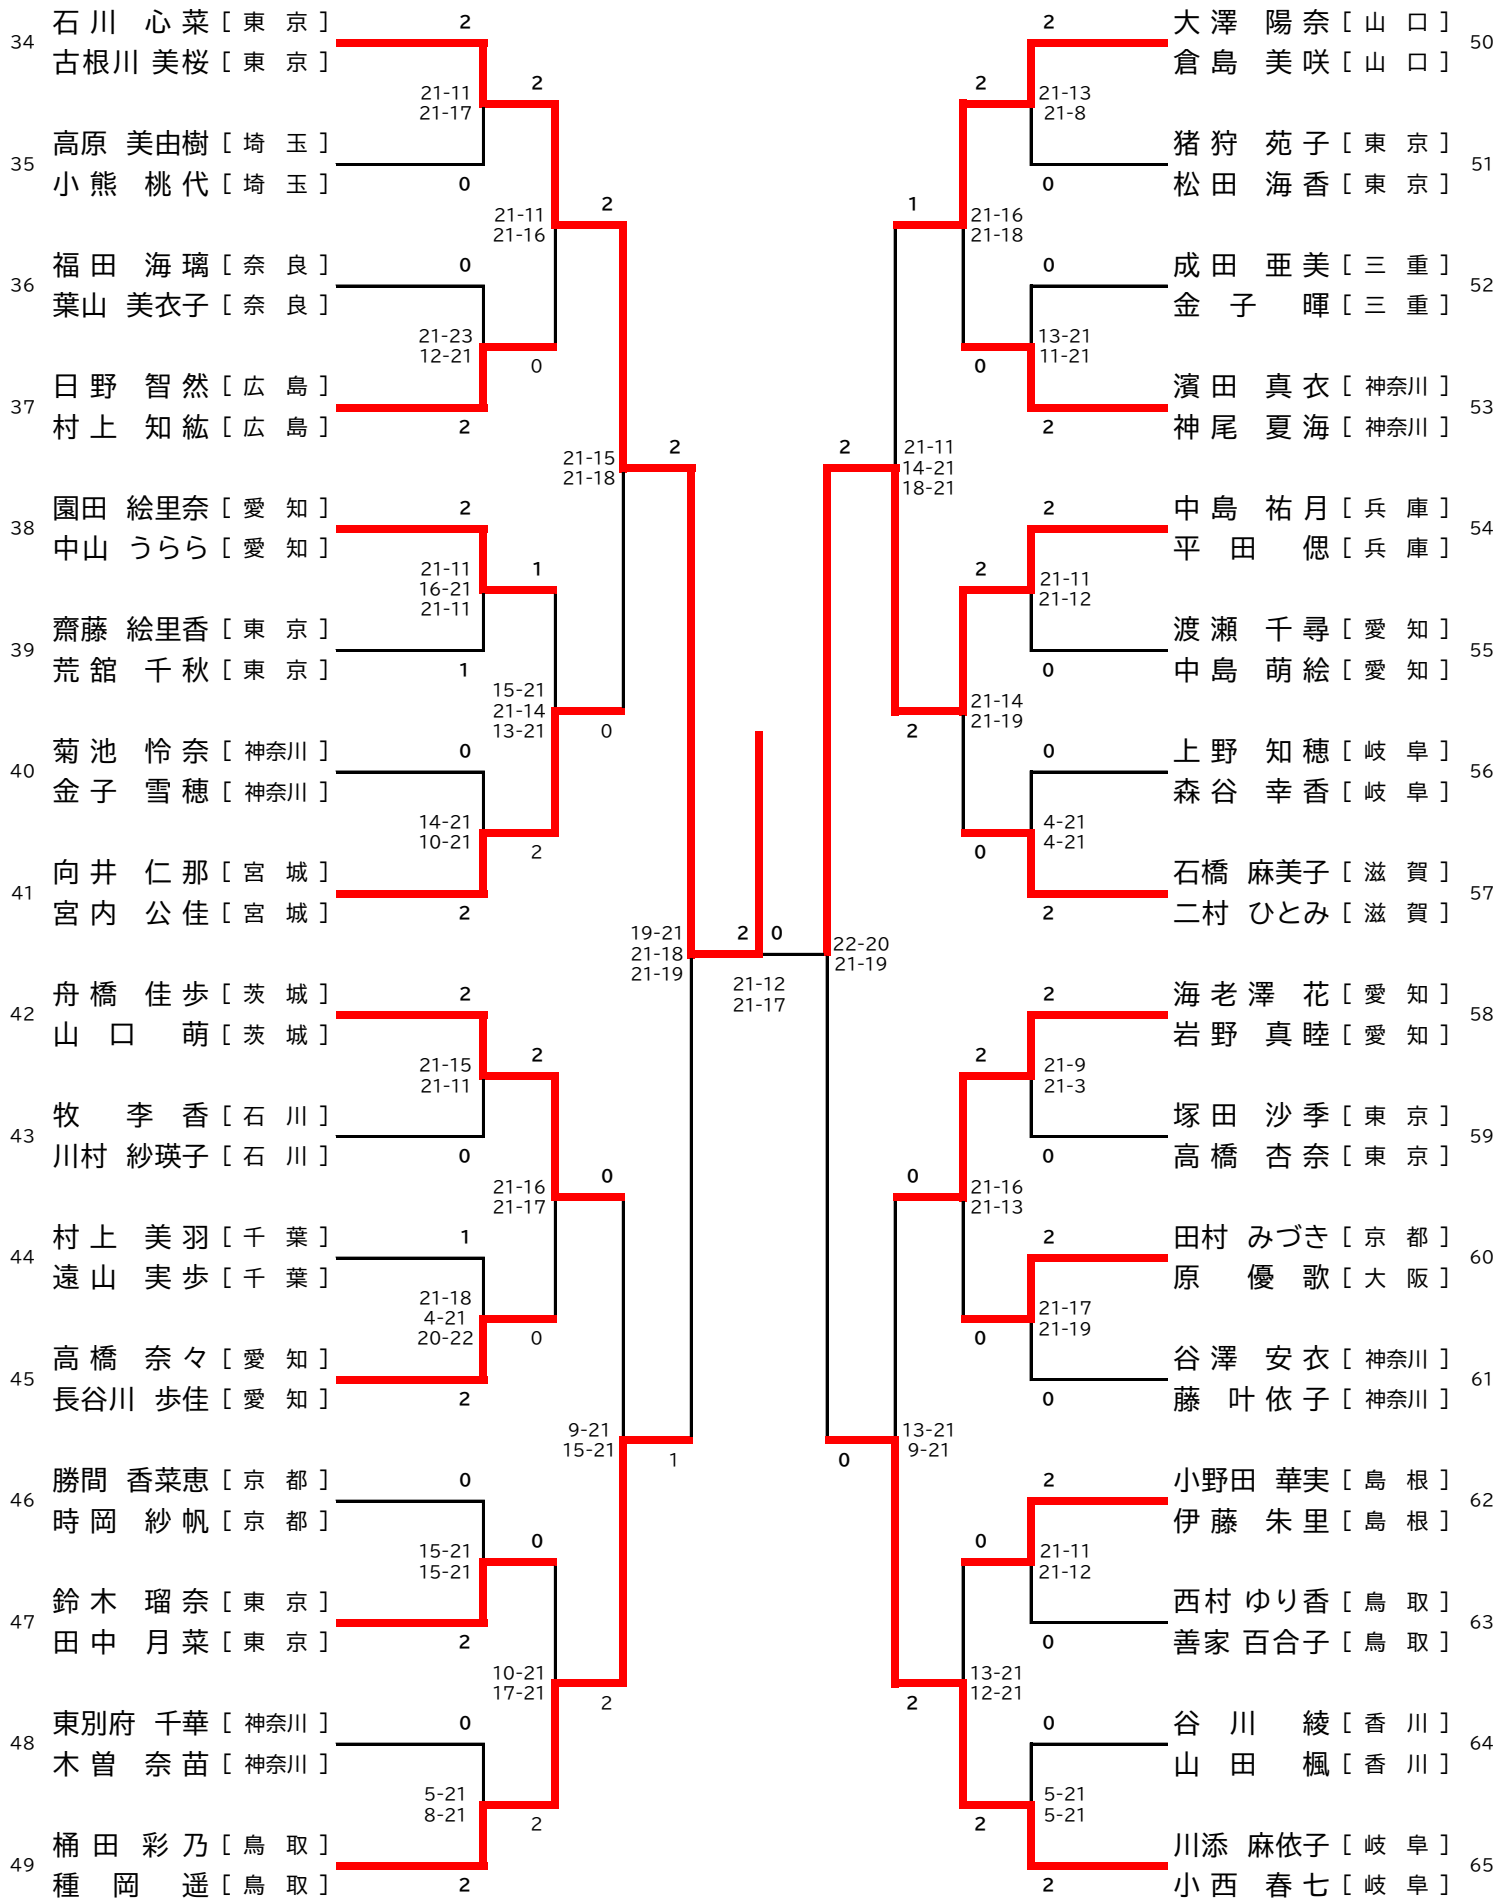 34 石川 心菜 [ 東 京 ] 2
古根川 美桜 [ 東 京 ]
21-11
21-17
2
35 高原 美由樹 [ 埼 玉 ]
小熊 桃代 [ 埼 玉 ] 0
21-11
21-16
2
36 福田 海璃 [ 奈 良 ] 0
葉山 美衣子 [ 奈 良 ]
21-23
12-21
0
37 日野 智然 [ 広 島 ]
村上 知紘 [ 広 島 ] 2
21-15
21-18
2
38 園田 絵里奈 [ 愛 知 ] 2
中山 うらら [ 愛 知 ]
21-11
16-21
21-11
1
39 齋藤 絵里香 [ 東 京 ]
荒舘 千秋 [ 東 京 ] 1
15-21
21-14
13-21
0
40 菊池 怜奈 [ 神奈川 ] 0
金子 雪穂 [ 神奈川 ]
14-21
10-21
2
41 向井 仁那 [ 宮 城 ]
宮内 公佳 [ 宮 城 ] 2
19-21
21-18
21-19
2 0
21-12
21-17
42 舟橋 佳歩 [ 茨 城 ] 2
山口 萌 [ 茨 城 ]
21-15
21-11
2
43 牧 李香 [ 石 川 ]
川村 紗瑛子 [ 石 川 ] 0
21-16
21-17
0
44 村上 美羽 [ 千 葉 ] 1
遠山 実歩 [ 千 葉 ]
21-18
4-21
20-22
0
45 高橋 奈々 [ 愛 知 ]
長谷川 歩佳 [ 愛 知 ] 2
9-21
15-21
1
46 勝間 香菜恵 [ 京 都 ] 0
時岡 紗帆 [ 京 都 ]
15-21
15-21
0
47 鈴木 瑠奈 [ 東 京 ]
田中 月菜 [ 東 京 ] 2
10-21
17-21
2
48 東別府 千華 [ 神奈川 ] 0
木曽 奈苗 [ 神奈川 ]
5-21
8-21
2
49 桶田 彩乃 [ 鳥 取 ]
種岡 遥 [ 鳥 取 ] 2
2 大澤 陽奈 [ 山 口 ] 50
倉島 美咲 [ 山 口 ]
2
21-13
21-8
猪狩 苑子 [ 東 京 ] 51
0 松田 海香 [ 東 京 ]
1
21-16
21-18
0 成田 亜美 [ 三 重 ] 52
金子 暉 [ 三 重 ]
13-21
11-21
0
濱田 真衣 [ 神奈川 ] 53
2 神尾 夏海 [ 神奈川 ]
2
21-11
14-21
18-21
2 中島 祐月 [ 兵 庫 ] 54
平田 偲 [ 兵 庫 ]
2
21-11
21-12
渡瀬 千尋 [ 愛 知 ] 55
0 中島 萌絵 [ 愛 知 ]
21-14
21-19
2
0 上野 知穂 [ 岐 阜 ] 56
森谷 幸香 [ 岐 阜 ]
4-21
4-21
0
石橋 麻美子 [ 滋 賀 ] 57
2 二村 ひとみ [ 滋 賀 ]
22-20
21-19
2 海老澤 花 [ 愛 知 ] 58
岩野 真睦 [ 愛 知 ]
2
21-9
21-3
塚田 沙季 [ 東 京 ] 59
0 高橋 杏奈 [ 東 京 ]
0
21-16
21-13
2 田村 みづき [ 京 都 ] 60
原 優歌 [ 大 阪 ]
21-17
21-19
0
谷澤 安衣 [ 神奈川 ] 61
0 藤 叶依子 [ 神奈川 ]
13-21
9-21
0
2 小野田 華実 [ 島 根 ] 62
伊藤 朱里 [ 島 根 ]
0
21-11
21-12
西村 ゆり香 [ 鳥 取 ] 63
0 善家 百合子 [ 鳥 取 ]
13-21
12-21
2
0 谷川 綾 [ 香 川 ] 64
山田 楓 [ 香 川 ]
5-21
5-21
2
川添 麻依子 [ 岐 阜 ] 65
2 小西 春七 [ 岐 阜 ]